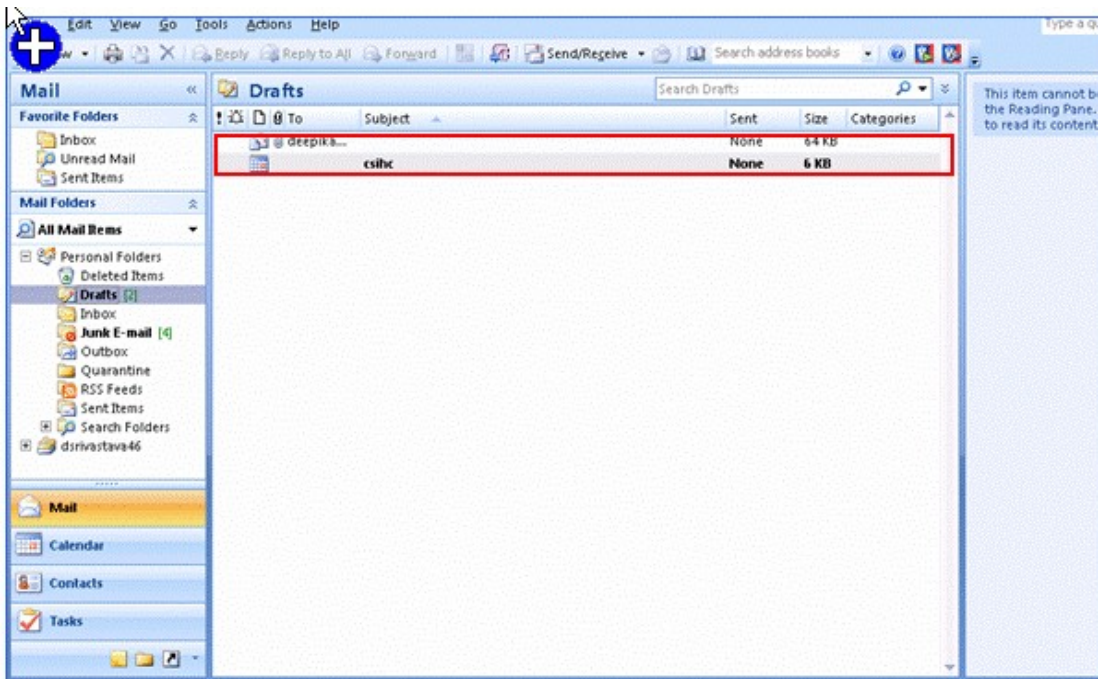 Edit View Go Tools Actions Help
Type a qu
Reply Reply to All Forward Send/Receive Search address books
Mail
Favorite Folders
Inbox
Unread Mail
Sent Items
Mail Folders
All Mail Items
Personal Folders
Deleted Items
Drafts [2]
Inbox
Junk E-mail [4]
Outbox
Quarantine
RSS Feeds
Sent Items
Search Folders
dsrivastava46
Mail
Calendar
Contacts
Tasks
Drafts
Search Drafts
To Subject Sent Size Categories
deepika... None 64 KB
csihc None 6 KB
This item cannot b
the Reading Pane.
to read its content